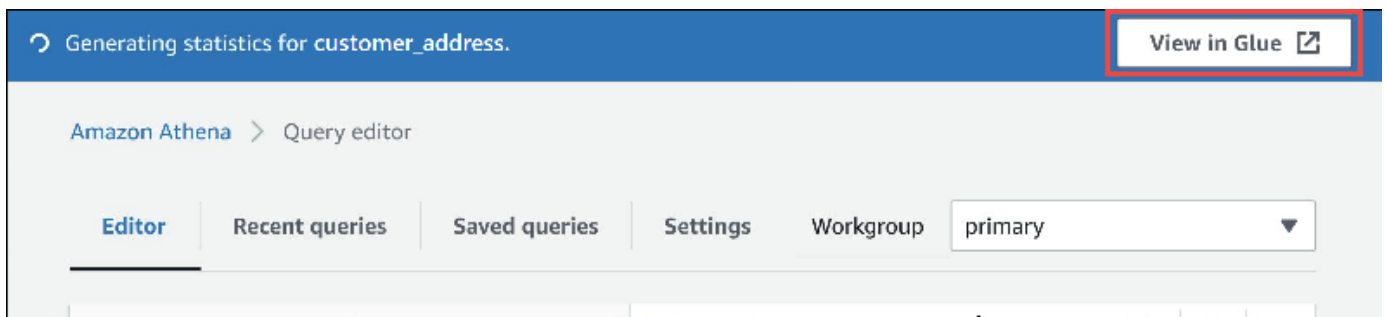 Generating statistics for customer_address. View in Glue
Amazon Athena > Query editor
Editor Recent queries Saved queries Settings Workgroup primary